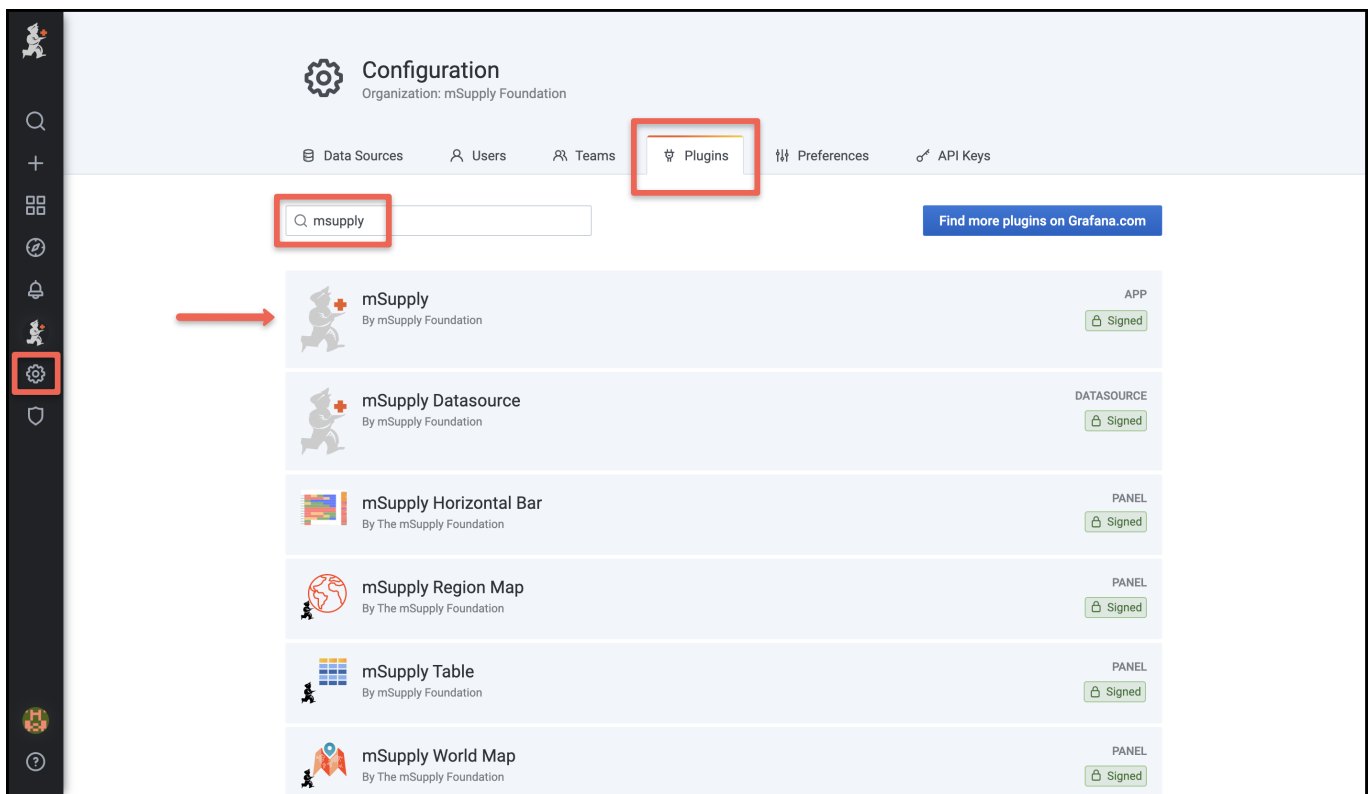 Configuration
Organization: mSupply Foundation
Data Sources
Users
Teams
Plugins
Preferences
API Keys
msupply
Find more plugins on Grafana.com
mSupply
By mSupply Foundation
APP
Signed
mSupply Datasource
By mSupply Foundation
DATASOURCE
Signed
mSupply Horizontal Bar
By The mSupply Foundation
PANEL
Signed
mSupply Region Map
By The mSupply Foundation
PANEL
Signed
mSupply Table
By mSupply Foundation
PANEL
Signed
mSupply World Map
By The mSupply Foundation
PANEL
Signed